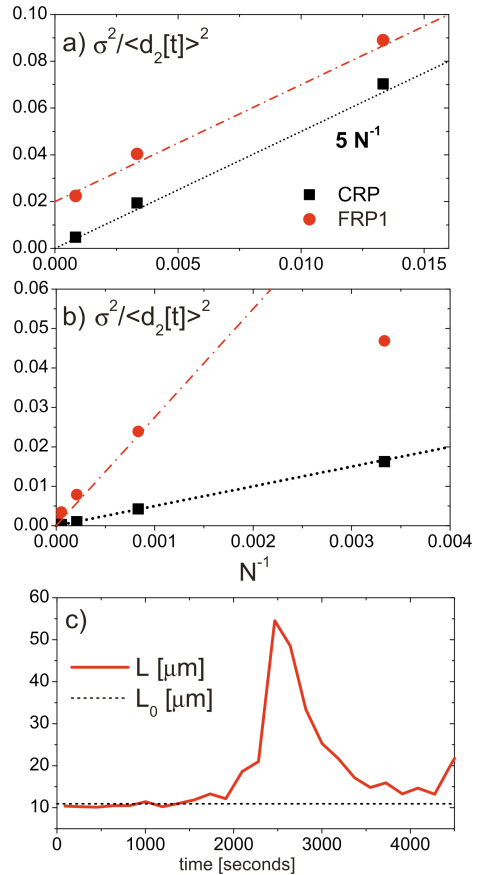 a) σ²/<d₂[t]>²
0.10
0.08
0.06
0.04
0.02
0.00
5 N⁻¹
CRP
FRP1
0.000 0.005 0.010 0.015
b) σ²/<d₂[t]>²
0.06
0.05
0.04
0.03
0.02
0.01
0.00
0.000 0.001 0.002 0.003 0.004
N⁻¹
c)
60
50
40
30
20
10
L [μm]
L₀ [μm]
0 1000 2000 3000 4000
time [seconds]